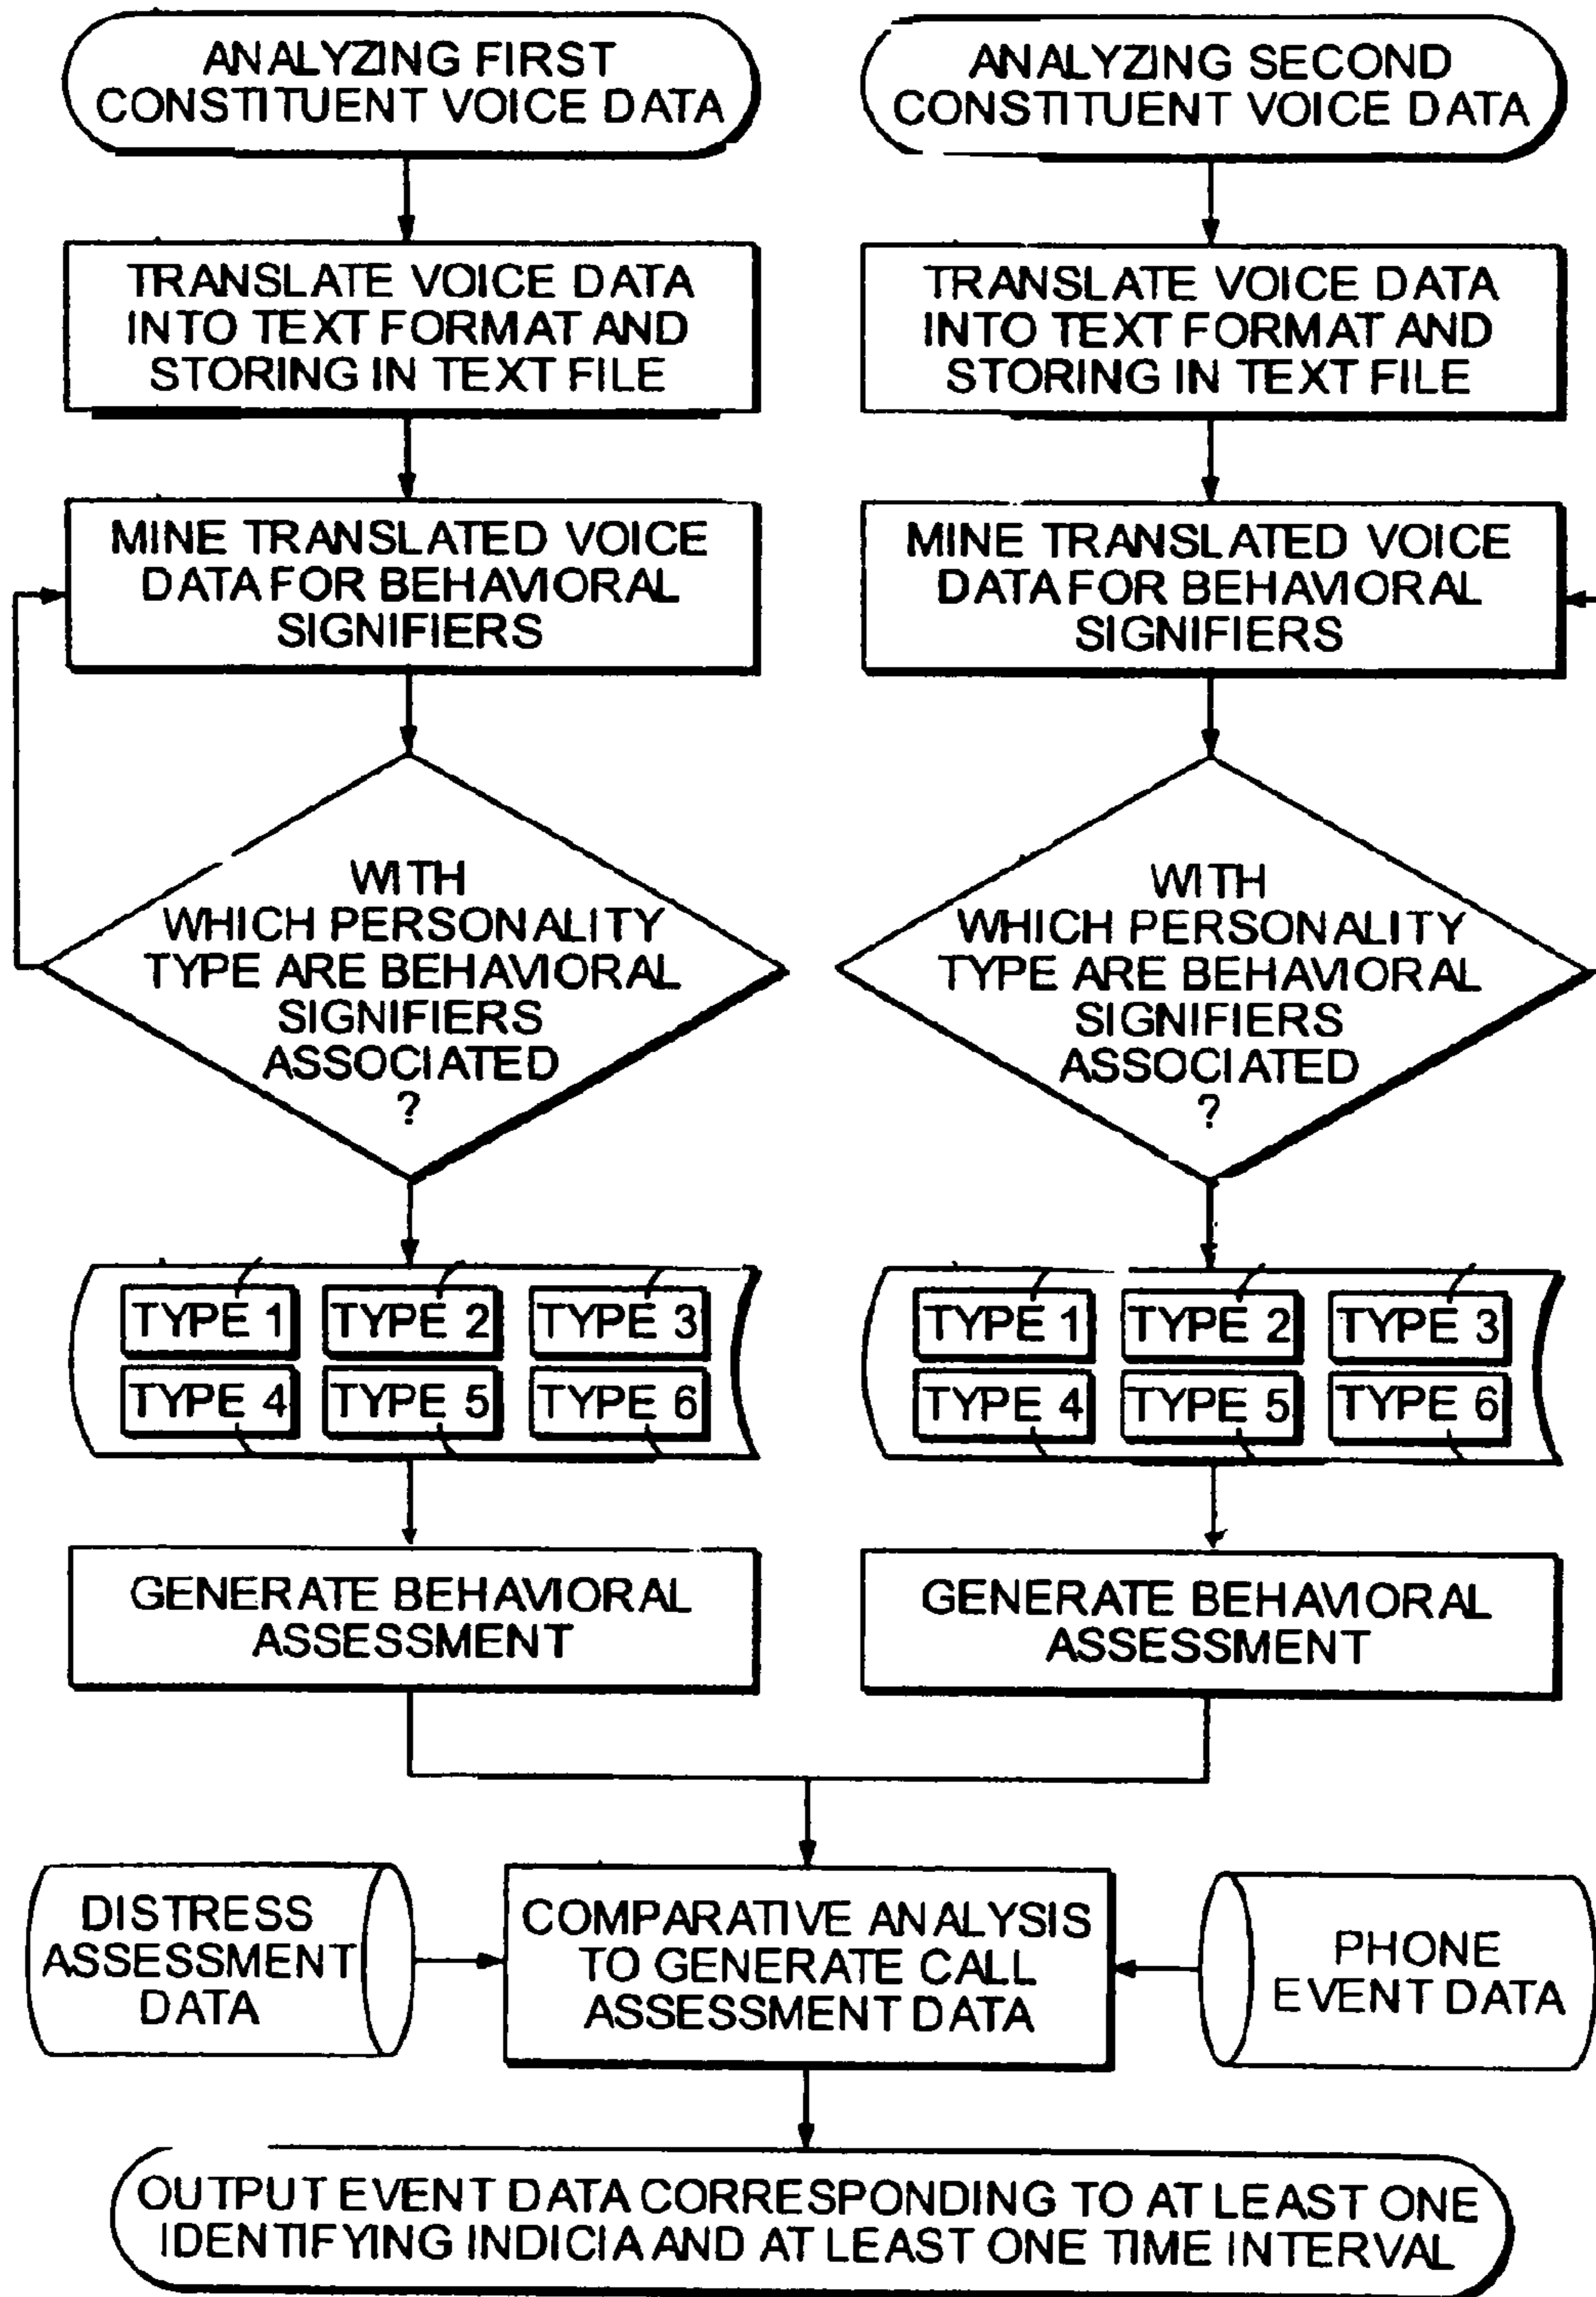 ANALYZING FIRST
CONSTITUENT VOICE DATA
TRANSLATE VOICE DATA
INTO TEXT FORMAT AND
STORING IN TEXT FILE
MINE TRANSLATED VOICE
DATA FOR BEHAVIORAL
SIGNIFIERS
WITH
WHICH PERSONALITY
TYPE ARE BEHAVIORAL
SIGNIFIERS
ASSOCIATED
?
TYPE 1 TYPE 2 TYPE 3
TYPE 4 TYPE 5 TYPE 6
GENERATE BEHAVIORAL
ASSESSMENT
ANALYZING SECOND
CONSTITUENT VOICE DATA
TRANSLATE VOICE DATA
INTO TEXT FORMAT AND
STORING IN TEXT FILE
MINE TRANSLATED VOICE
DATA FOR BEHAVIORAL
SIGNIFIERS
WITH
WHICH PERSONALITY
TYPE ARE BEHAVIORAL
SIGNIFIERS
ASSOCIATED
?
TYPE 1 TYPE 2 TYPE 3
TYPE 4 TYPE 5 TYPE 6
GENERATE BEHAVIORAL
ASSESSMENT
DISTRESS
ASSESSMENT
DATA
COMPARATIVE ANALYSIS
TO GENERATE CALL
ASSESSMENT DATA
PHONE
EVENT DATA
OUTPUT EVENT DATA CORRESPONDING TO AT LEAST ONE
IDENTIFYING INDICIA AND AT LEAST ONE TIME INTERVAL